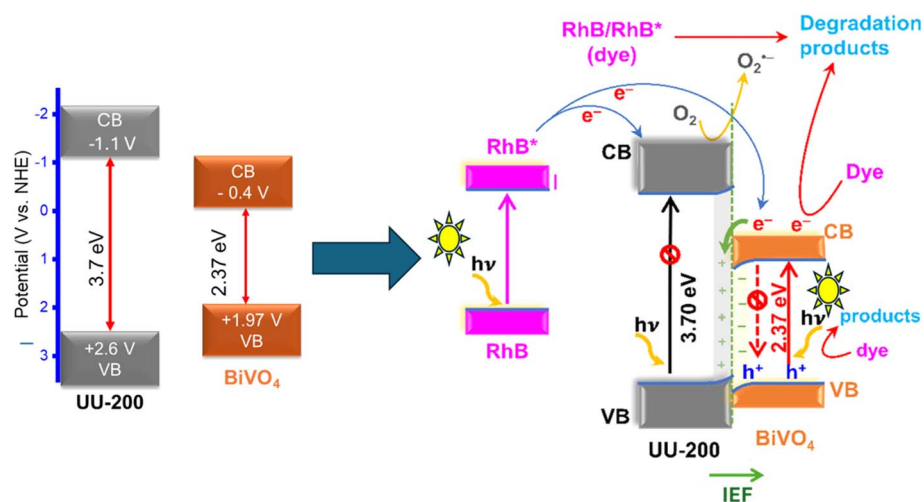 Potential (V vs. NHE)
-2
-1
0
1
2
3
CB
-1.1 V
3.7 eV
+2.6 V
VB
UU-200
CB
- 0.4 V
2.37 eV
+1.97 V
VB
BiVO₄
RhB*
hν
RhB
RhB/RhB*
(dye)
Degradation
products
O₂•−
O₂
e⁻
e⁻
CB
hν
3.70 eV
VB
UU-200
+ + + + + +
− − − − − −
Dye
e⁻ e⁻
CB
2.37 eV
hν
products
dye
h⁺ h⁺
VB
BiVO₄
IEF